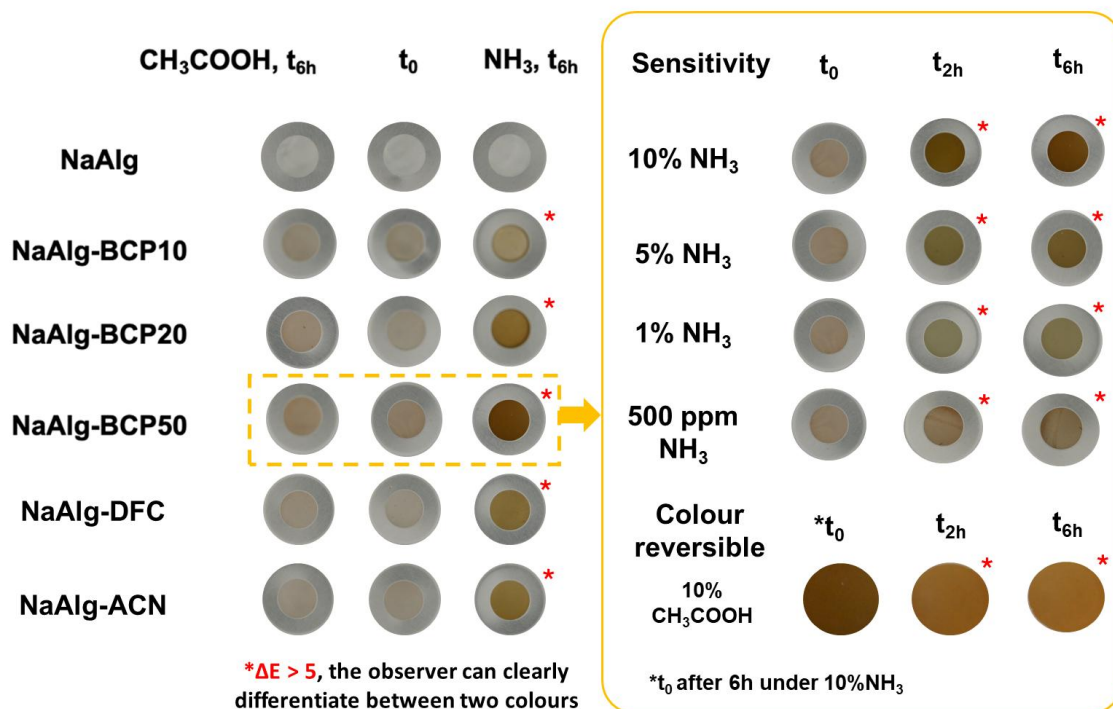 CH₃COOH, t₆ₕ t₀ NH₃, t₆ₕ
NaAlg
NaAlg-BCP10 *
NaAlg-BCP20 *
NaAlg-BCP50 *
NaAlg-DFC *
NaAlg-ACN *
*ΔE > 5, the observer can clearly
differentiate between two colours
Sensitivity t₀ t₂ₕ t₆ₕ
10% NH₃ * *
5% NH₃ * *
1% NH₃ * *
500 ppm * *
NH₃
Colour
reversible
*t₀ t₂ₕ t₆ₕ
10% * *
CH₃COOH
*t₀ after 6h under 10%NH₃